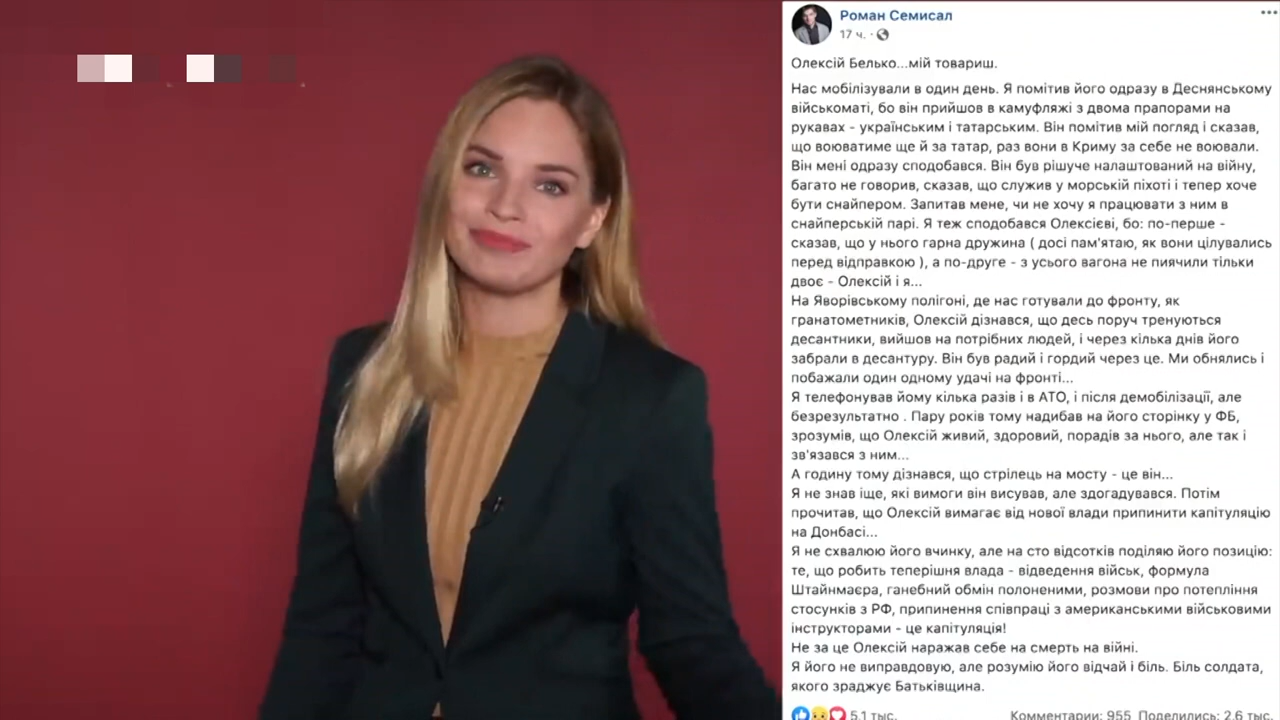 Роман Семисал
17 ч. ·
Олексій Белько...мій товариш.
Нас мобілізували в один день. Я помітив його одразу в Деснянському
військоматі, бо він прийшов в камуфляжі з двома прапорами на
рукавах - українським і татарським. Він помітив мій погляд і сказав,
що воюватиме ще й за татар, раз вони в Криму за себе не воювали.
Він мені одразу сподобався. Він був рішуче налаштований на війну,
багато не говорив, сказав, що служив у морській піхоті і тепер хоче
бути снайпером. Запитав мене, чи не хочу я працювати з ним в
снайперській парі. Я теж сподобався Олексієві, бо: по-перше -
сказав, що у нього гарна дружина ( досі пам'ятаю, як вони цілувались
перед відправкою ), а по-друге - з усього вагона не пиячили тільки
двоє - Олексій і я...
На Яворівському полігоні, де нас готували до фронту, як
гранатометників, Олексій дізнався, що десь поруч тренуються
десантники, вийшов на потрібних людей, і через кілька днів його
забрали в десантуру. Він був радий і гордий через це. Ми обнялись і
побажали один одному удачі на фронті...
Я телефонував йому кілька разів і в АТО, і після демобілізації, але
безрезультатно . Пару років тому надибав на його сторінку у ФБ,
зрозумів, що Олексій живий, здоровий, порадів за нього, але так і
зв'язався з ним...
А годину тому дізнався, що стрілець на мосту - це він...
Я не знав іще, які вимоги він висував, але здогадувався. Потім
прочитав, що Олексій вимагає від нової влади припинити капітуляцію
на Донбасі...
Я не схвалюю його вчинку, але на сто відсотків поділяю його позицію:
те, що робить теперішня влада - відведення військ, формула
Штайнмаєра, ганебний обмін полоненими, розмови про потепління
стосунків з РФ, припинення співпраці з американськими військовими
інструкторами - це капітуляція!
Не за це Олексій наражав себе на смерть на війні.
Я його не виправдовую, але розумію його відчай і біль. Біль солдата,
якого зраджує Батьківщина.
5,1 тыс.
Комментарии: 955 Поделились: 2,6 тыс.